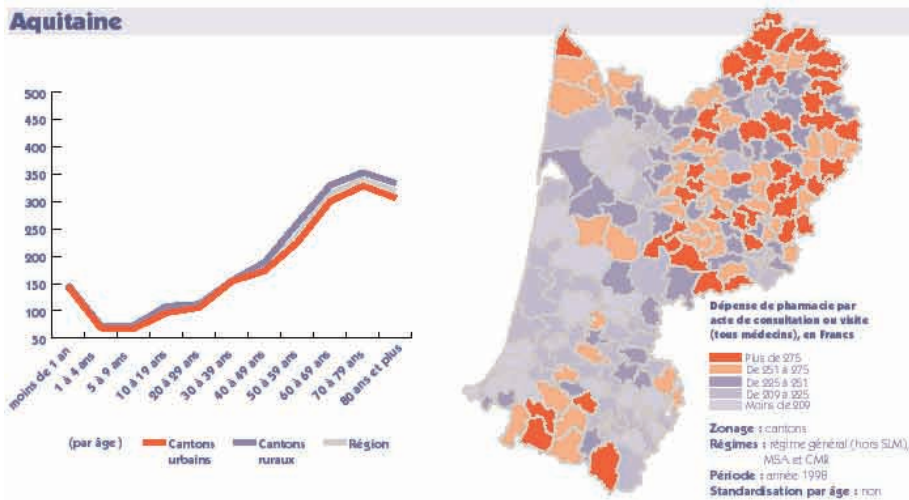 Aquitaine
500
450
400
350
300
250
200
150
100
50
moins de 1 an
1 à 4 ans
5 à 9 ans
10 à 19 ans
20 à 29 ans
30 à 39 ans
40 à 49 ans
50 à 59 ans
60 à 69 ans
70 à 79 ans
80 ans et plus
(par âge)
Cantons
urbains
Cantons
ruraux
Région
Dépense de pharmacie par
acte de consultation ou visite
(tous médecins), en Francs
Plus de 275
De 251 à 275
De 225 à 251
De 209 à 225
Moins de 209
Zonage : cantons
Régimes : régime général (hors SLM),
MSA et CMR
Période : année 1998
Standardisation par âge : non